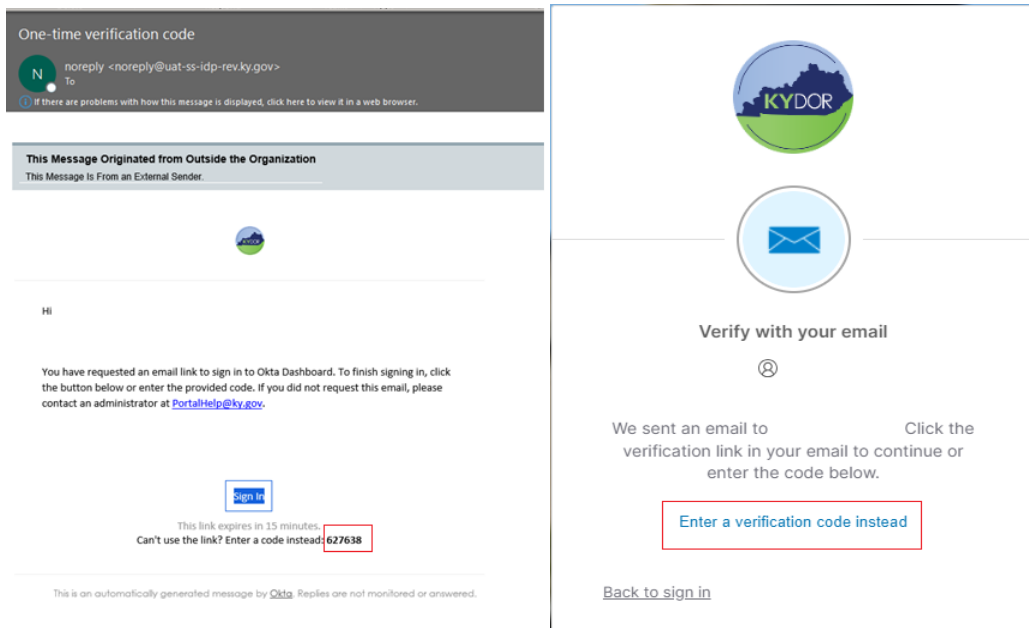 One-time verification code
N
noreply <noreply@uat-ss-idp-rev.ky.gov>
To
If there are problems with how this message is displayed, click here to view it in a web browser.
This Message Originated from Outside the Organization
This Message Is From an External Sender.
KYDOR
Hi
You have requested an email link to sign in to Okta Dashboard. To finish signing in, click
the button below or enter the provided code. If you did not request this email, please
contact an administrator at PortalHelp@ky.gov.
Sign In
This link expires in 15 minutes.
Can't use the link? Enter a code instead: 627638
This is an automatically generated message by Okta. Replies are not monitored or answered.
KYDOR
Verify with your email
We sent an email to Click the
verification link in your email to continue or
enter the code below.
Enter a verification code instead
Back to sign in